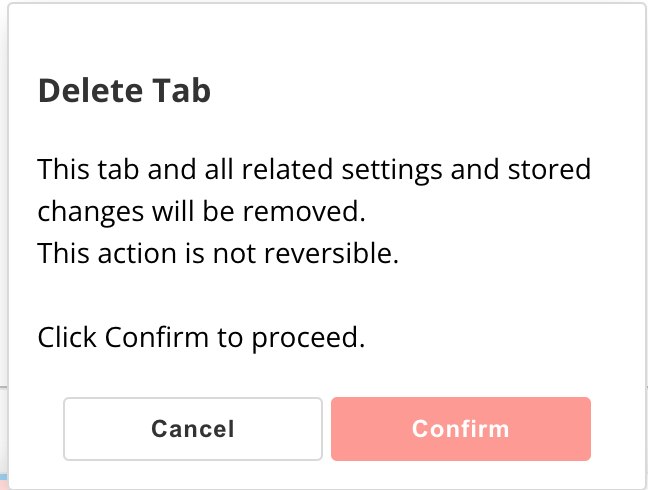 Delete Tab
This tab and all related settings and stored
changes will be removed.
This action is not reversible.
Click Confirm to proceed.
Cancel
Confirm